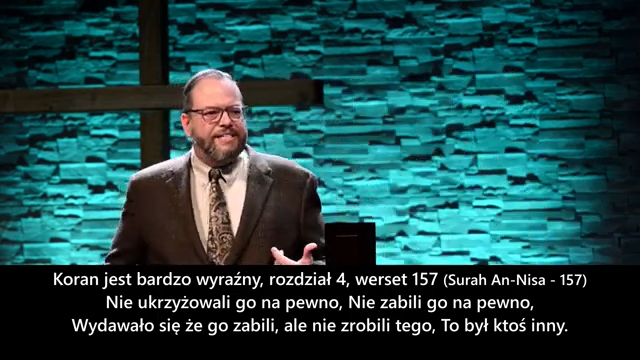 Koran jest bardzo wyraźny, rozdział 4, werset 157 (Surah An-Nisa - 157)
Nie ukrzyżowali go na pewno, Nie zabili go na pewno,
Wydawało się że go zabili, ale nie zrobili tego, To był ktoś inny.